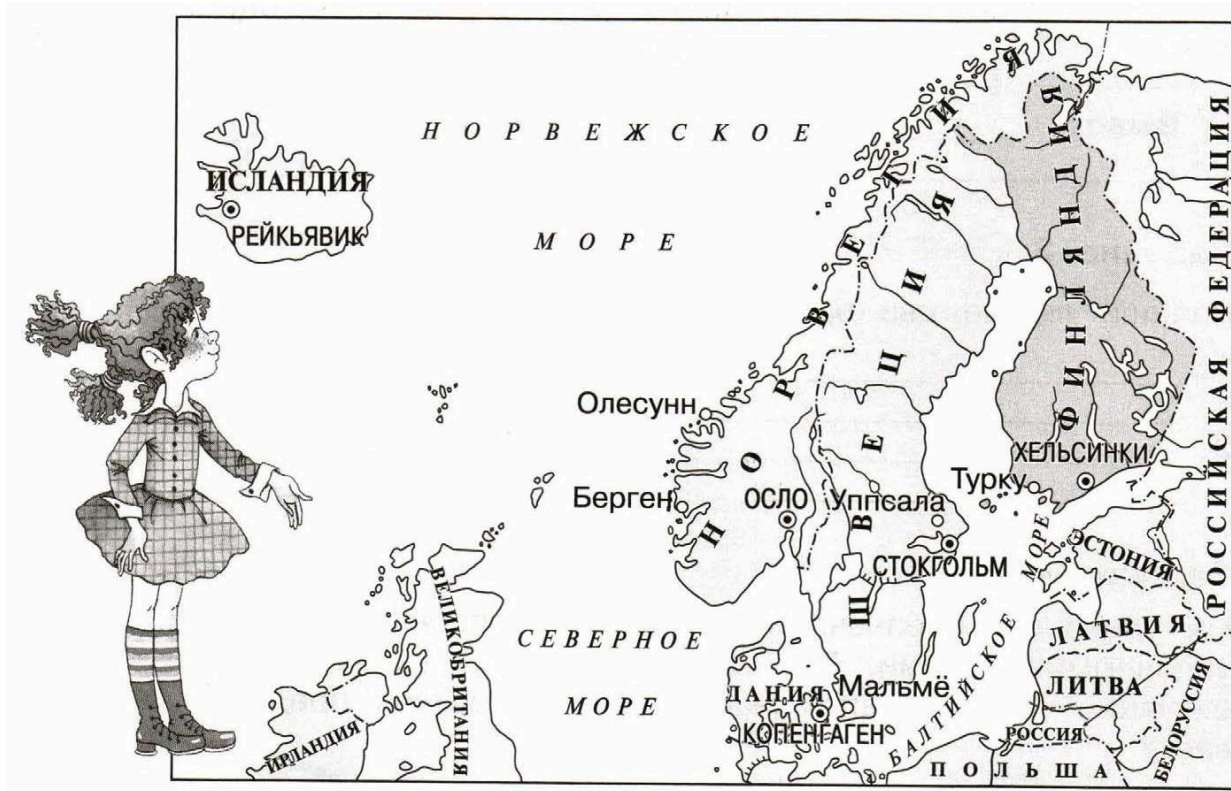 НОРВЕЖСКОЕ
МОРЕ
ИСЛАНДИЯ
РЕЙКЬЯВИК
НОРВЕГИЯ
ШВЕЦИЯ
ФИНЛЯНДИЯ
РОССИЙСКАЯ ФЕДЕРАЦИЯ
Олесунн
Берген
ОСЛО
Уппсала
Турку
ХЕЛЬСИНКИ
СТОКГОЛЬМ
ЭСТОНИЯ
БАЛТИЙСКОЕ МОРЕ
ВЕЛИКОБРИТАНИЯ
СЕВЕРНОЕ
МОРЕ
ЛАТВИЯ
ДАНИЯ
Мальмё
ЛИТВА
КОПЕНГАГЕН
РОССИЯ
БЕЛОРУССИЯ
ИРЛАНДИЯ
ПОЛЬША